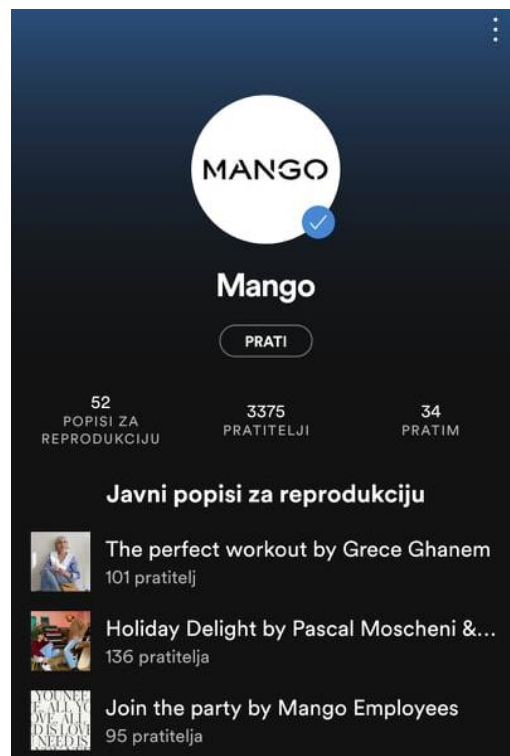 MANGO
Mango
PRATI
52
POPISI ZA
REPRODUKCIJU
3375
PRATITELJI
34
PRATIM
Javni popisi za reprodukciju
The perfect workout by Grece Ghanem
101 pratitelj
Holiday Delight by Pascal Moscheni &...
136 pratitelja
Join the party by Mango Employees
95 pratitelja